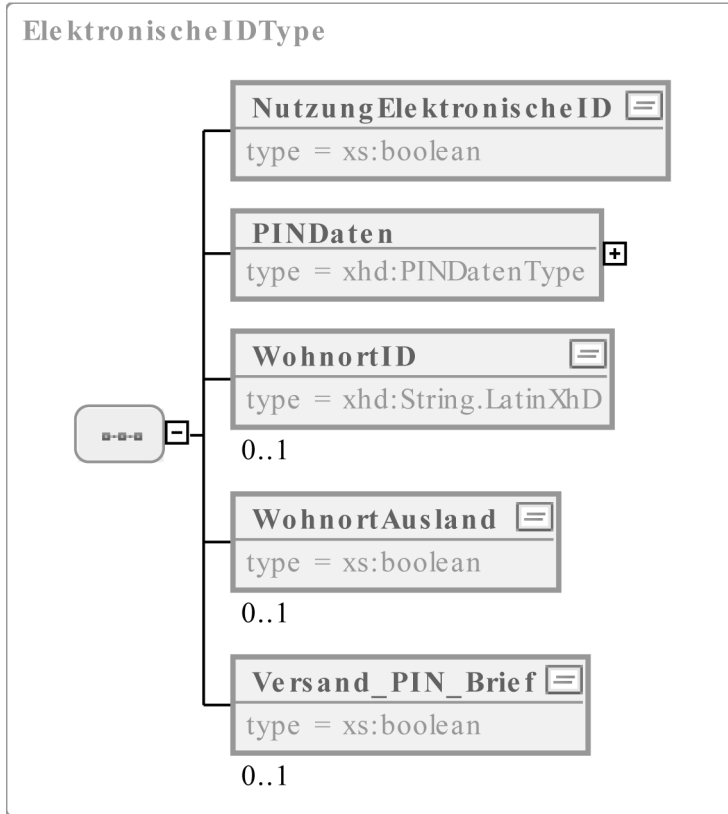 ElektronischeIDType
NutzungElektronischeID
type = xs:boolean
PINDaten
type = xhd:PINDatenType
WohnortID
type = xhd:String.LatinXhD
0..1
WohnortAusland
type = xs:boolean
0..1
Versand_PIN_Brief
type = xs:boolean
0..1